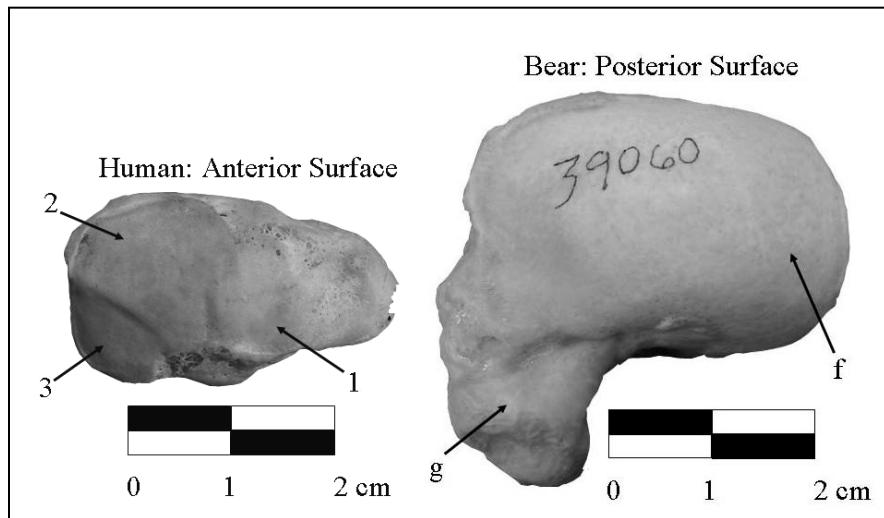 Bear: Posterior Surface
Human: Anterior Surface
39060
2
3
1
f
g
0 1 2 cm
0 1 2 cm